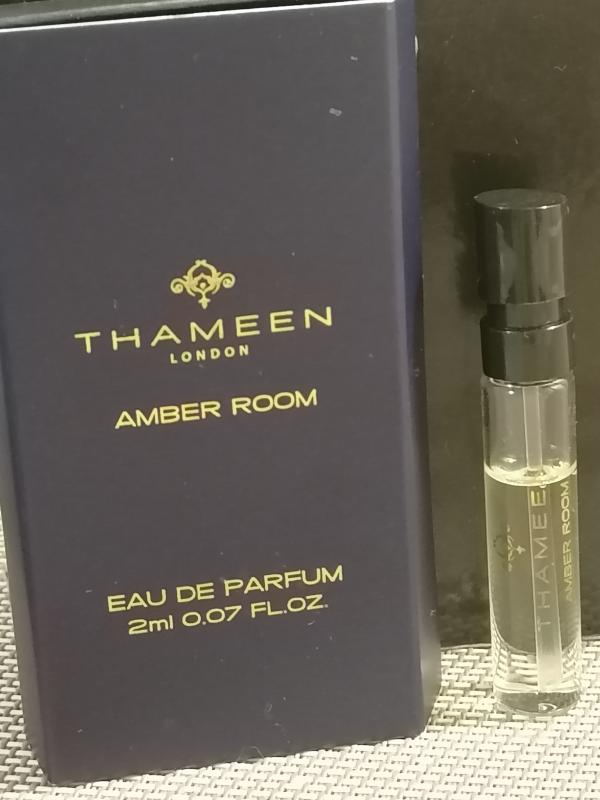 THAMEEN
LONDON
AMBER ROOM
EAU DE PARFUM
2ml 0.07 FL.OZ.
THAMEEN
AMBER ROOM